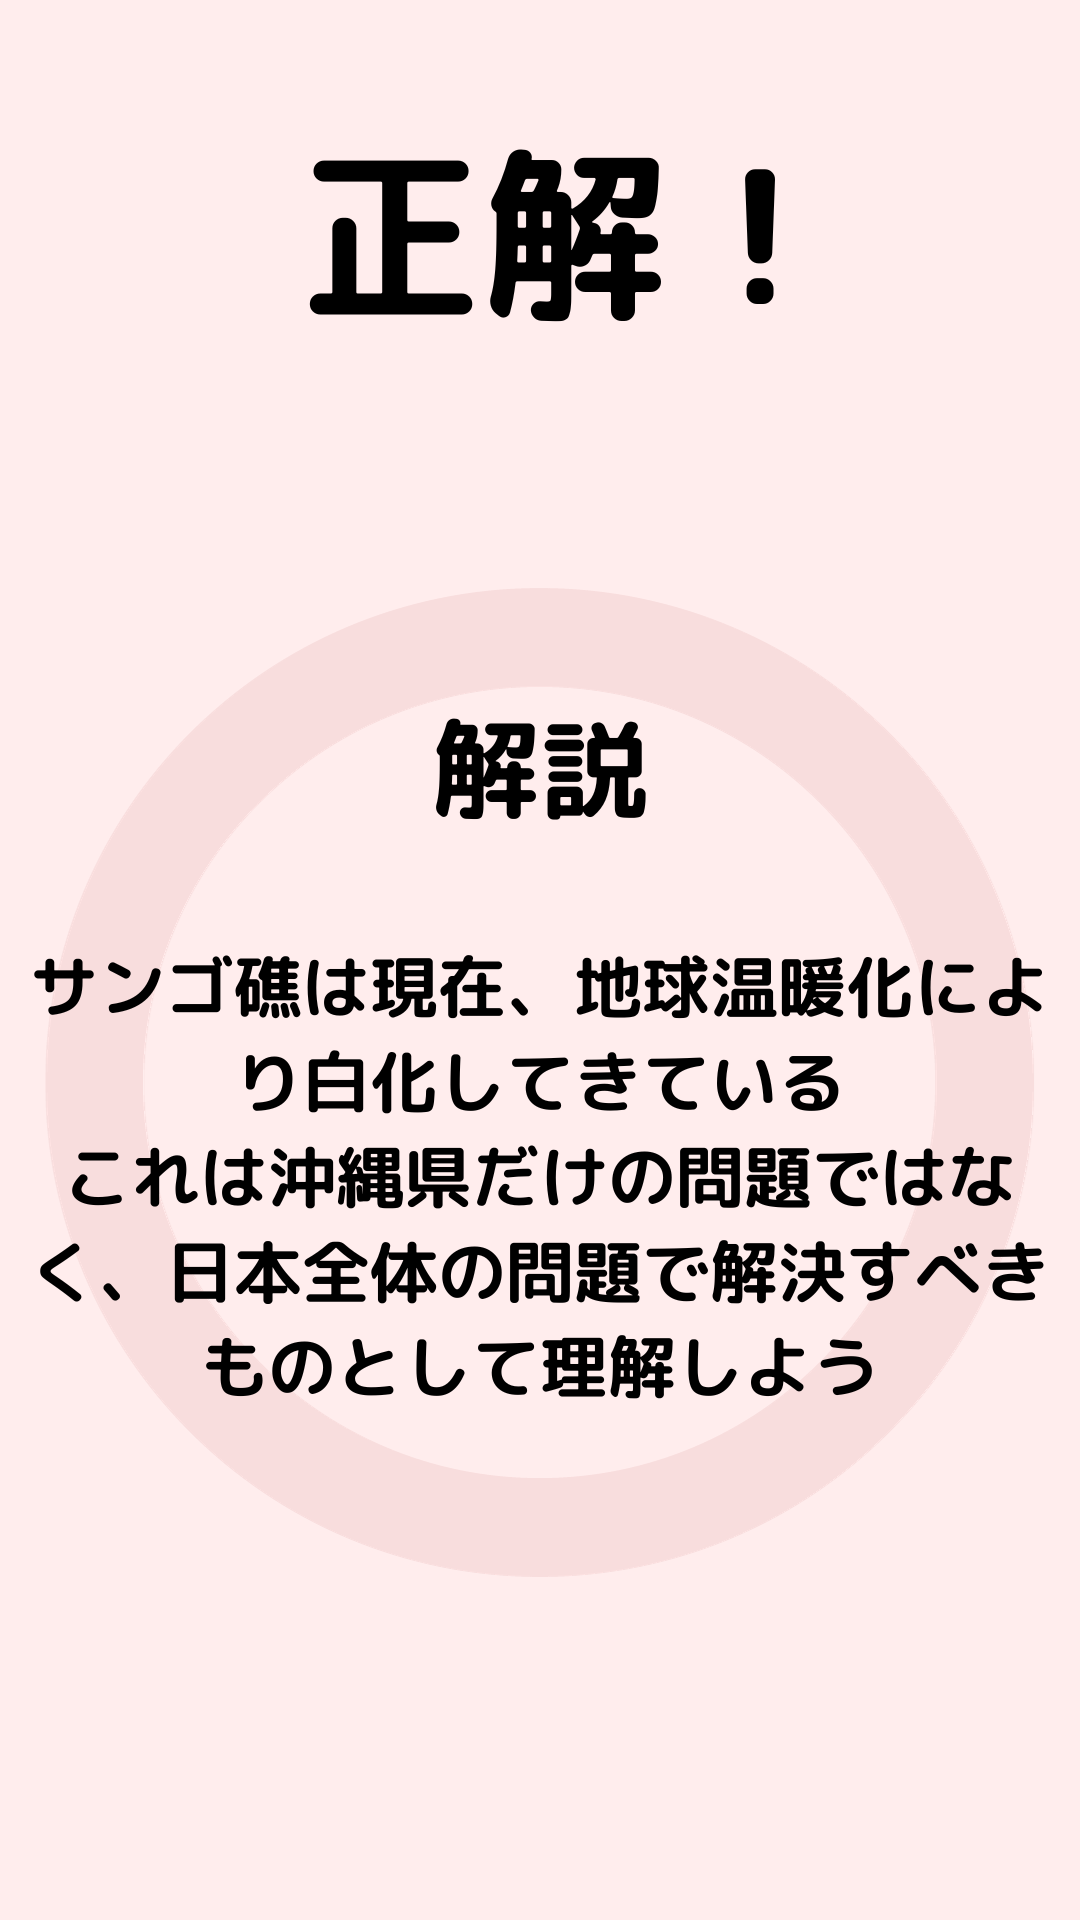 正解！
解説
サンゴ礁は現在、地球温暖化によ
り白化してきている
これは沖縄県だけの問題ではな
く、日本全体の問題で解決すべき
ものとして理解しよう